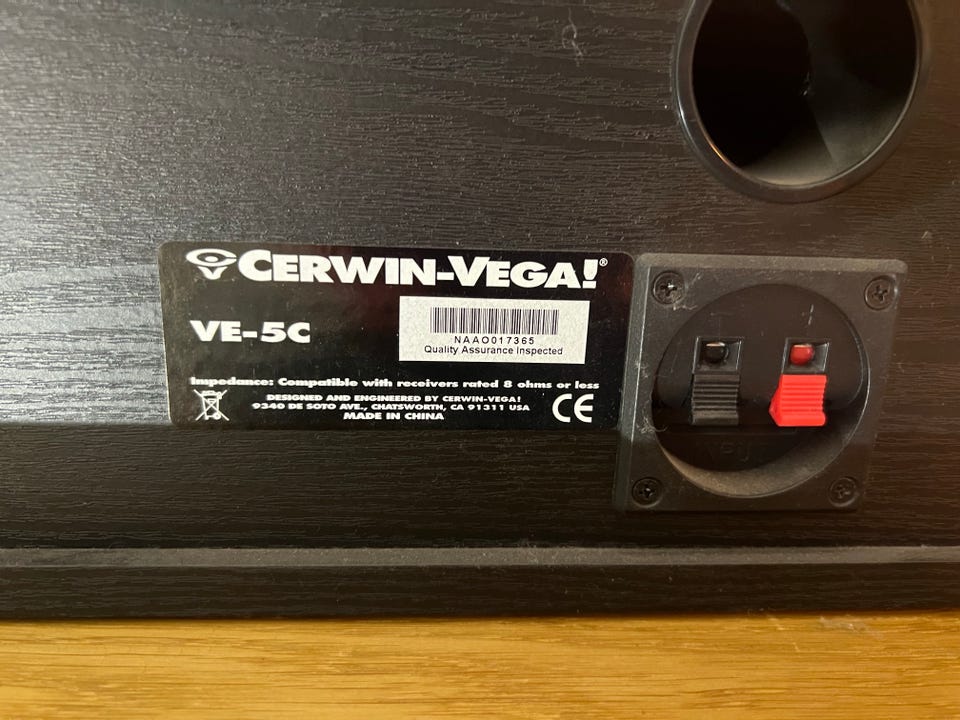 CERWIN-VEGA!®
VE-5C
NAAO017365
Quality Assurance Inspected
Impedance: Compatible with receivers rated 8 ohms or less
DESIGNED AND ENGINEERED BY CERWIN-VEGA!
9340 DE SOTO AVE., CHATSWORTH, CA 91311 USA
MADE IN CHINA
CE